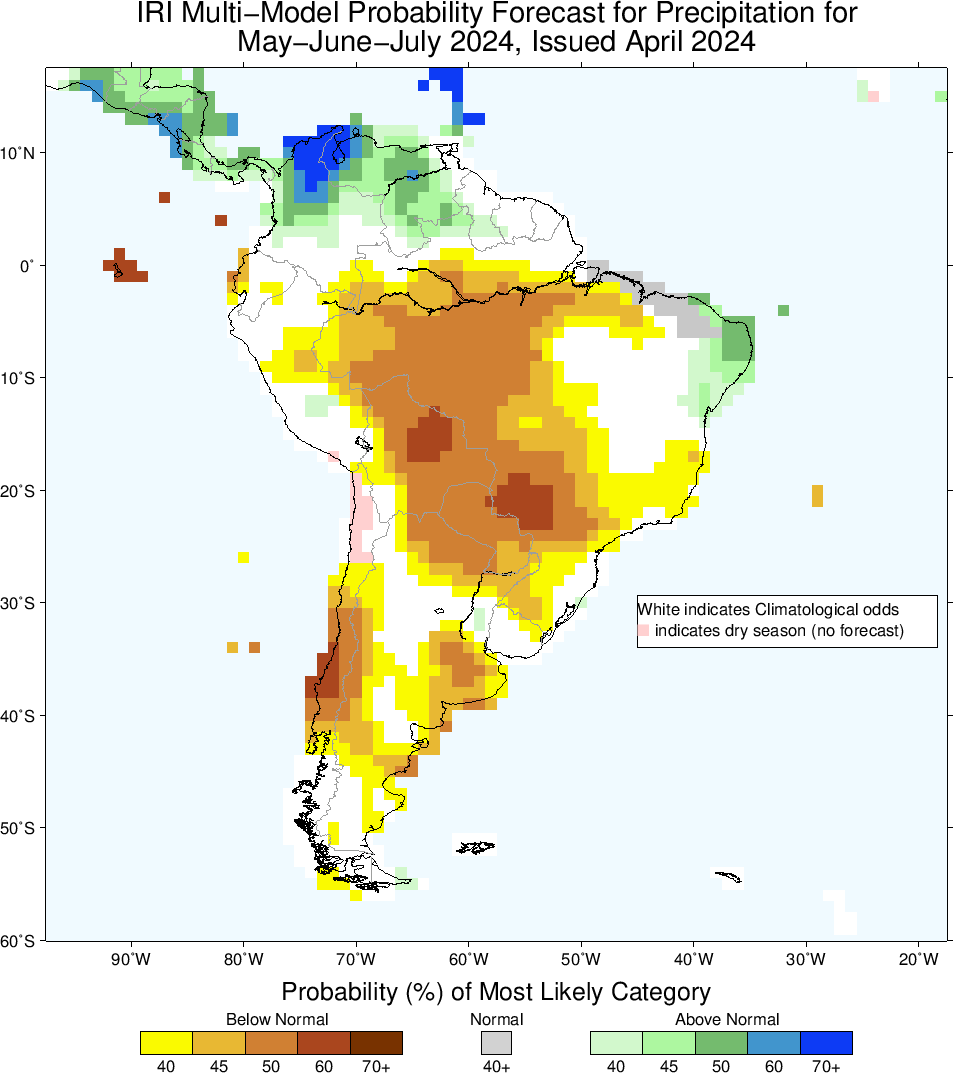 IRI Multi−Model Probability Forecast for Precipitation for
May−June−July 2024, Issued April 2024
10˚N
0˚
10˚S
20˚S
30˚S
White indicates Climatological odds
indicates dry season (no forecast)
40˚S
50˚S
60˚S
90˚W 80˚W 70˚W 60˚W 50˚W 40˚W 30˚W 20˚W
Probability (%) of Most Likely Category
Below Normal Normal Above Normal
40 45 50 60 70+ 40+ 40 45 50 60 70+